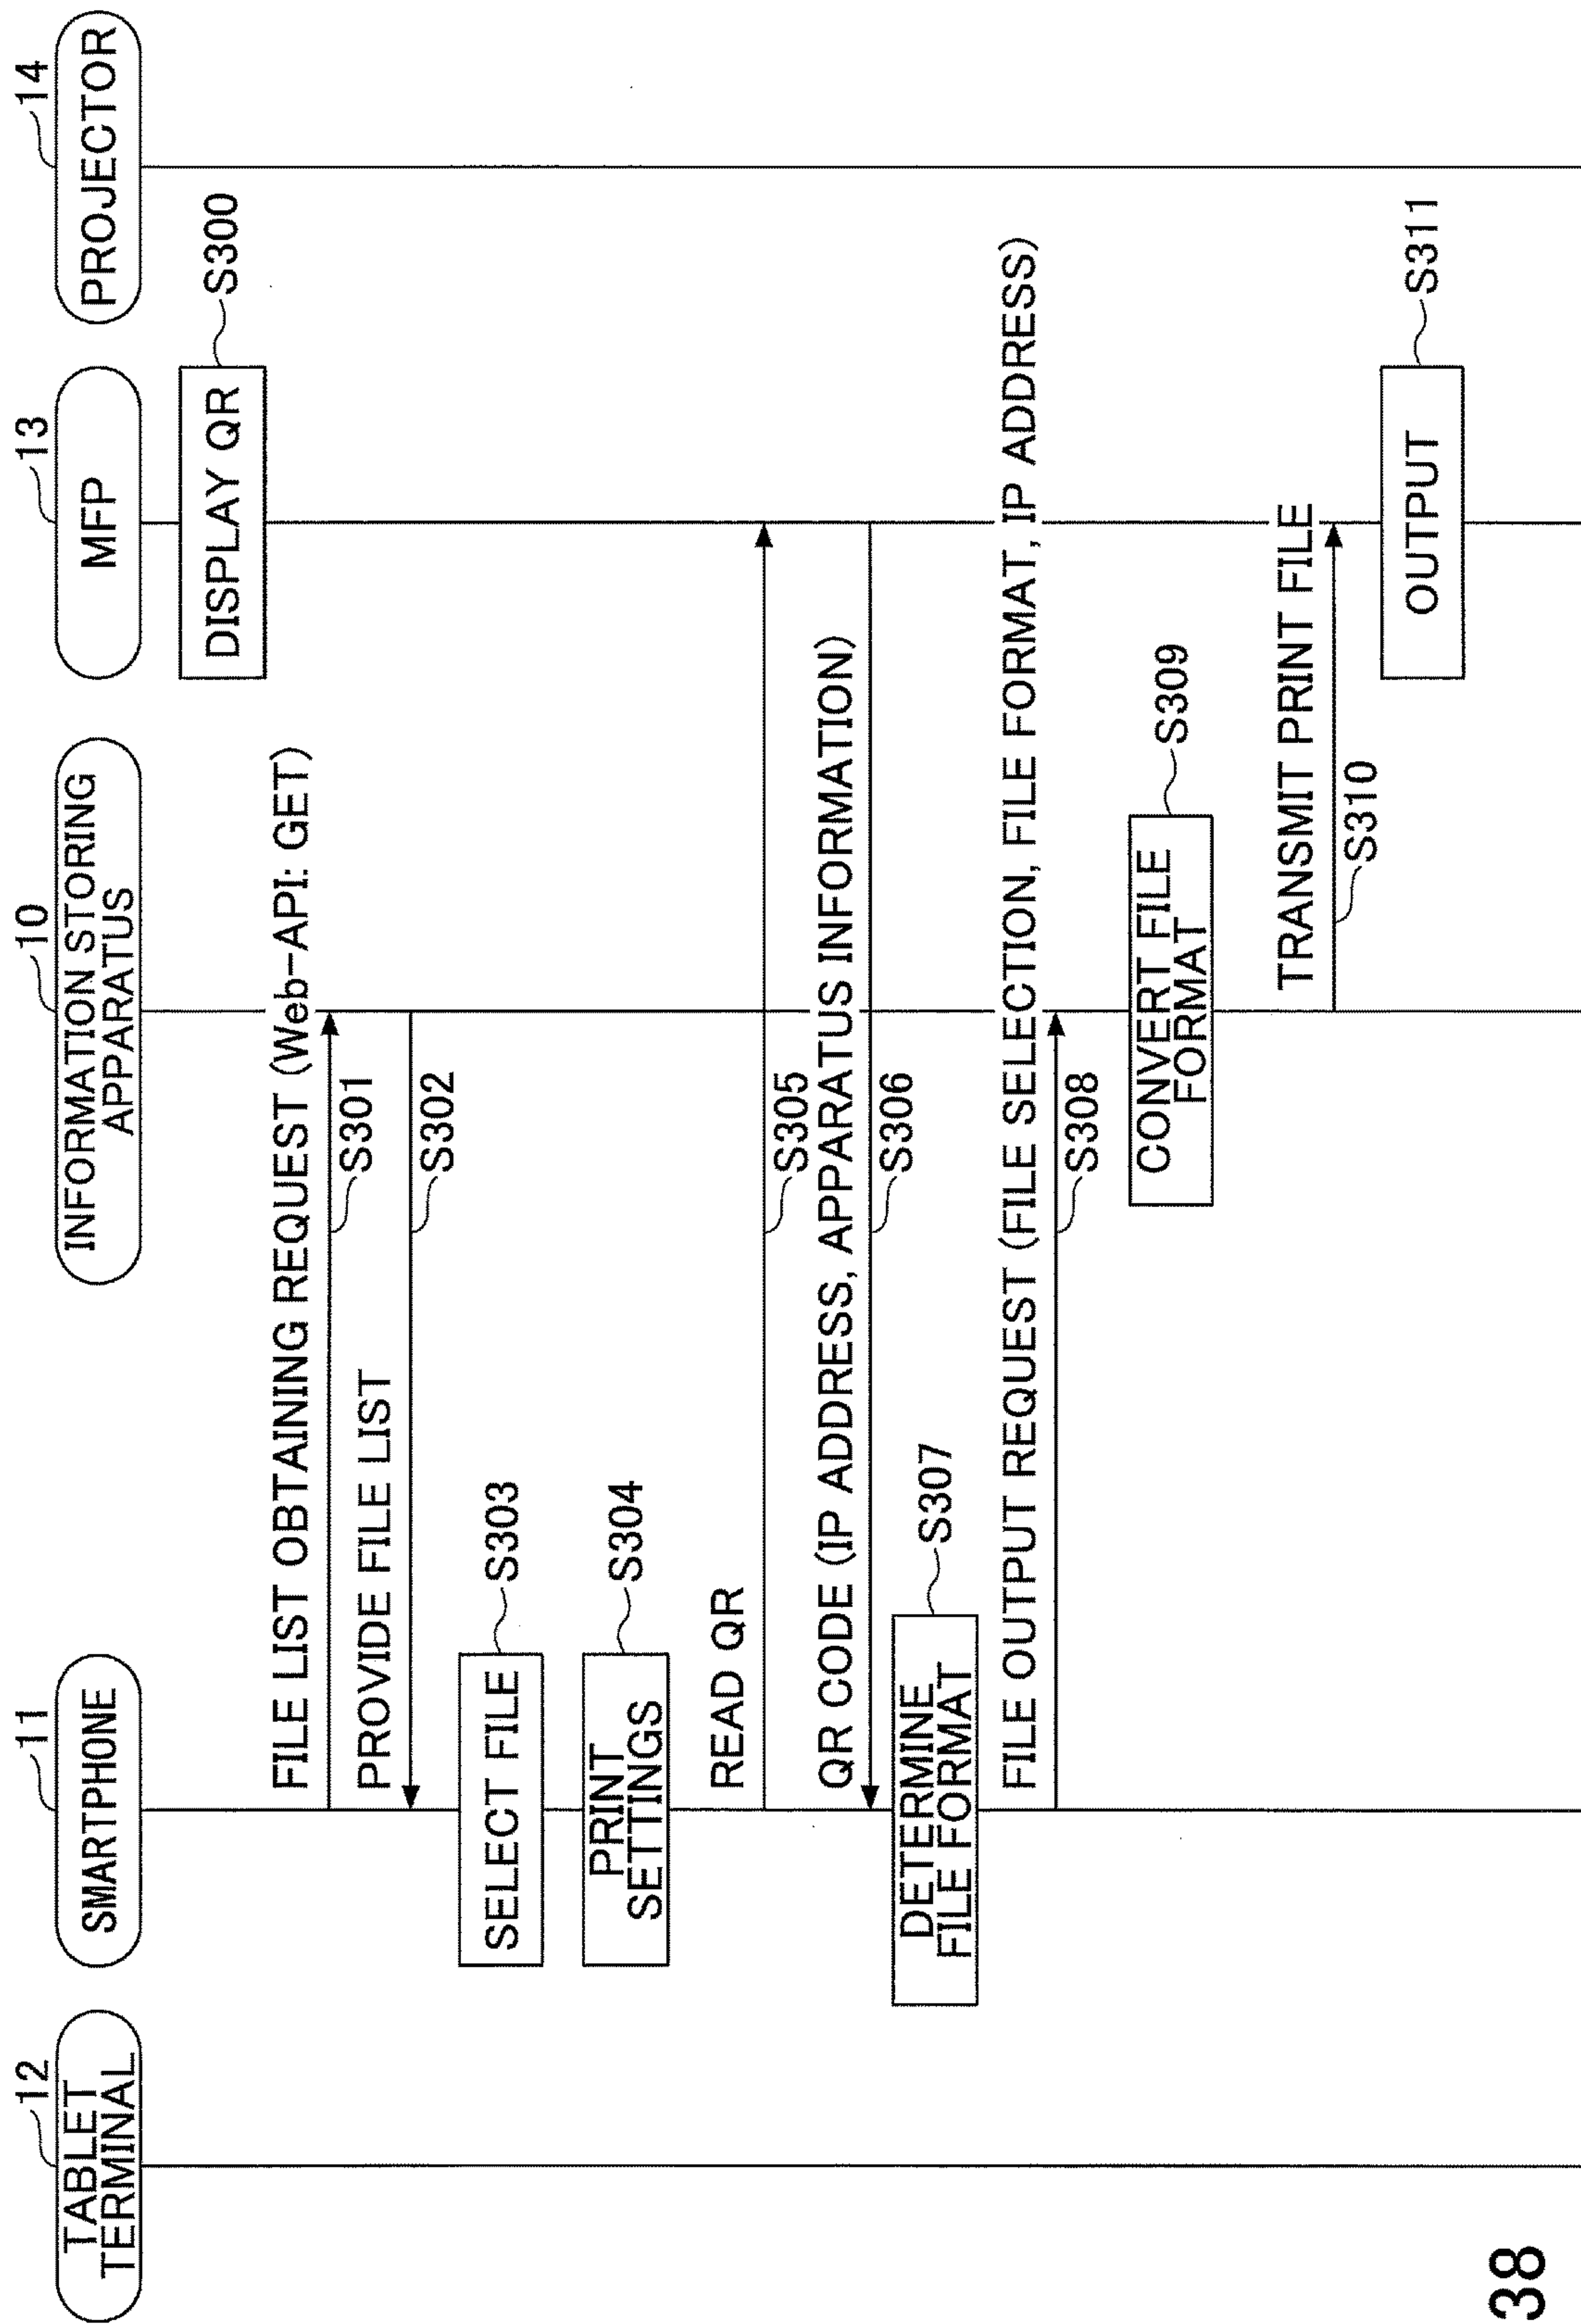 12
TABLET
TERMINAL
11
SMARTPHONE
10
INFORMATION STORING
APPARATUS
13
MFP
14
PROJECTOR
DISPLAY QR
S300
FILE LIST OBTAINING REQUEST (Web-API: GET)
S301
PROVIDE FILE LIST
S302
SELECT FILE
S303
PRINT
SETTINGS
S304
READ QR
S305
QR CODE (IP ADDRESS, APPARATUS INFORMATION)
S306
DETERMINE
FILE FORMAT
S307
FILE OUTPUT REQUEST (FILE SELECTION, FILE FORMAT, IP ADDRESS)
S308
CONVERT FILE
FORMAT
S309
TRANSMIT PRINT FILE
S310
OUTPUT
S311
38